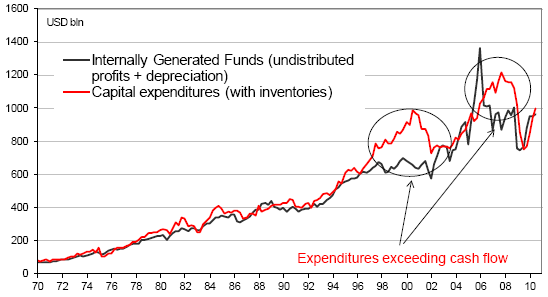 1600
USD bln
1400
1200
1000
800
600
400
200
0
Internally Generated Funds (undistributed
profits + depreciation)
Capital expenditures (with inventories)
Expenditures exceeding cash flow
70 72 74 76 78 80 82 84 86 88 90 92 94 96 98 00 02 04 06 08 10